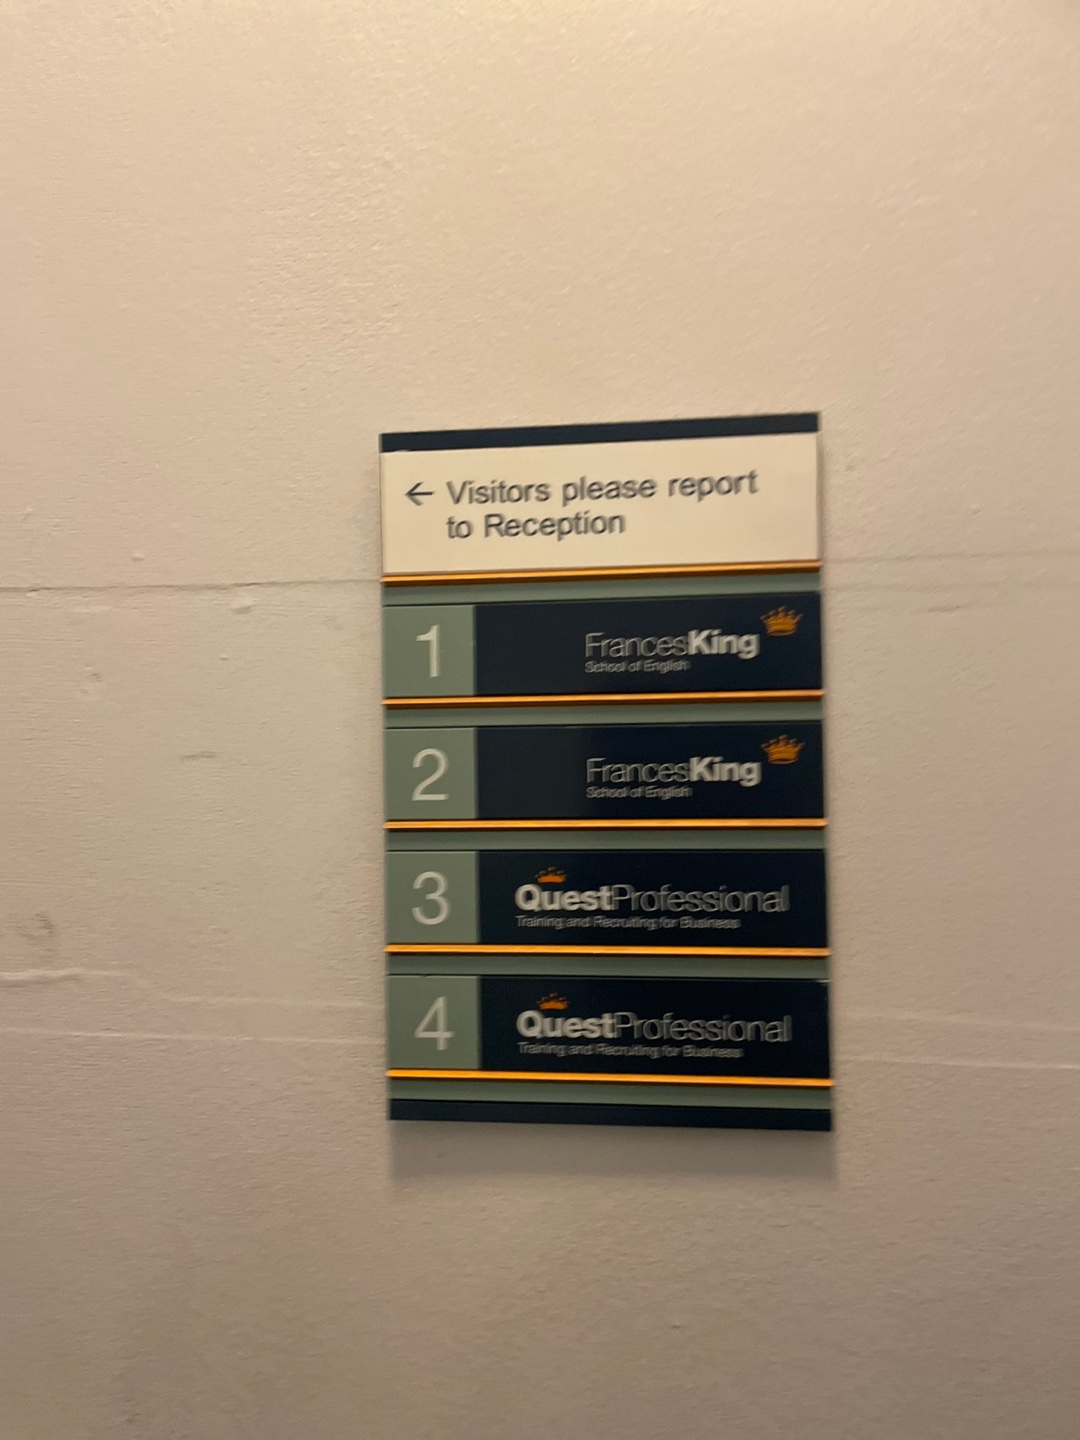 ← Visitors please report
to Reception
1
FrancesKing
School of English
2
FrancesKing
School of English
3
QuestProfessional
Training and Recruiting for Business
4
QuestProfessional
Training and Recruiting for Business